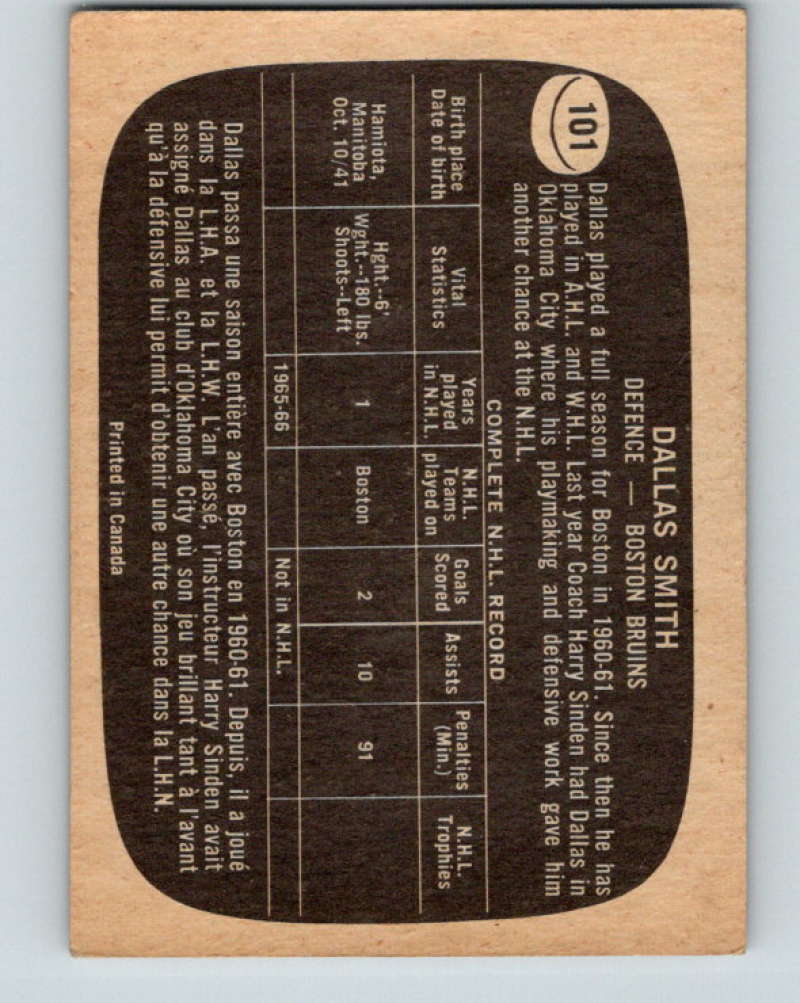 101
DALLAS SMITH
DEFENCE — BOSTON BRUINS
Dallas played a full season for Boston in 1960-61. Since then he has
played in A.H.L. and W.H.L. Last year Coach Harry Sinden had Dallas in
Oklahoma City where his playmaking and defensive work gave him
another chance at the N.H.L.
COMPLETE N.H.L. RECORD
Birth place Date of birth | Vital Statistics | Years played in N.H.L. | N.H.L. Teams played on | Goals Scored | Assists | Penalties (Min.) | N.H.L. Trophies
Hamiota, Manitoba Oct. 10/41 | Hght.--6' Wght.--180 lbs. Shoots--Left | 1 | Boston | 2 | 10 | 91
1965-66 Not in N.H.L.
Dallas passa une saison entière avec Boston en 1960-61. Depuis, il a joué
dans la L.H.A. et la L.H.W. L'an passé, l'instructeur Harry Sinden avait
assigné Dallas au club d'Oklahoma City où son jeu brillant tant à l'avant
qu'à la défensive lui permit d'obtenir une autre chance dans la L.H.N.
Printed in Canada